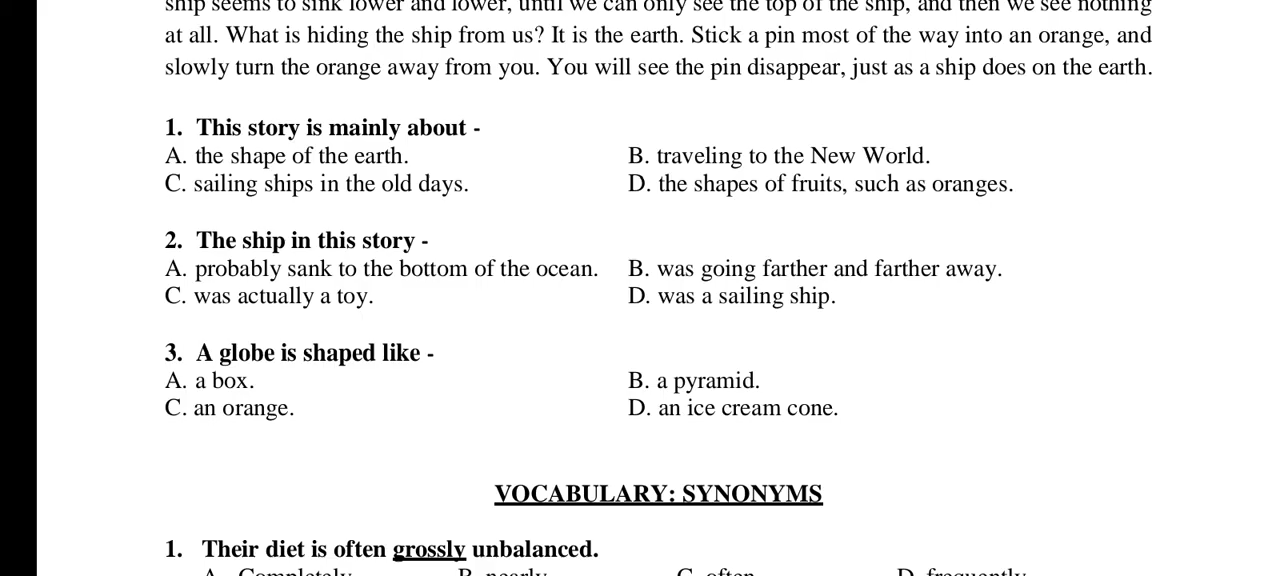 ship seems to sink lower and lower, until we can only see the top of the ship, and then we see nothing
at all. What is hiding the ship from us? It is the earth. Stick a pin most of the way into an orange, and
slowly turn the orange away from you. You will see the pin disappear, just as a ship does on the earth.
1. This story is mainly about -
A. the shape of the earth. B. traveling to the New World.
C. sailing ships in the old days. D. the shapes of fruits, such as oranges.
2. The ship in this story -
A. probably sank to the bottom of the ocean. B. was going farther and farther away.
C. was actually a toy. D. was a sailing ship.
3. A globe is shaped like -
A. a box. B. a pyramid.
C. an orange. D. an ice cream cone.
VOCABULARY: SYNONYMS
1. Their diet is often grossly unbalanced.
A. Completely B. nearly C. often D. frequently